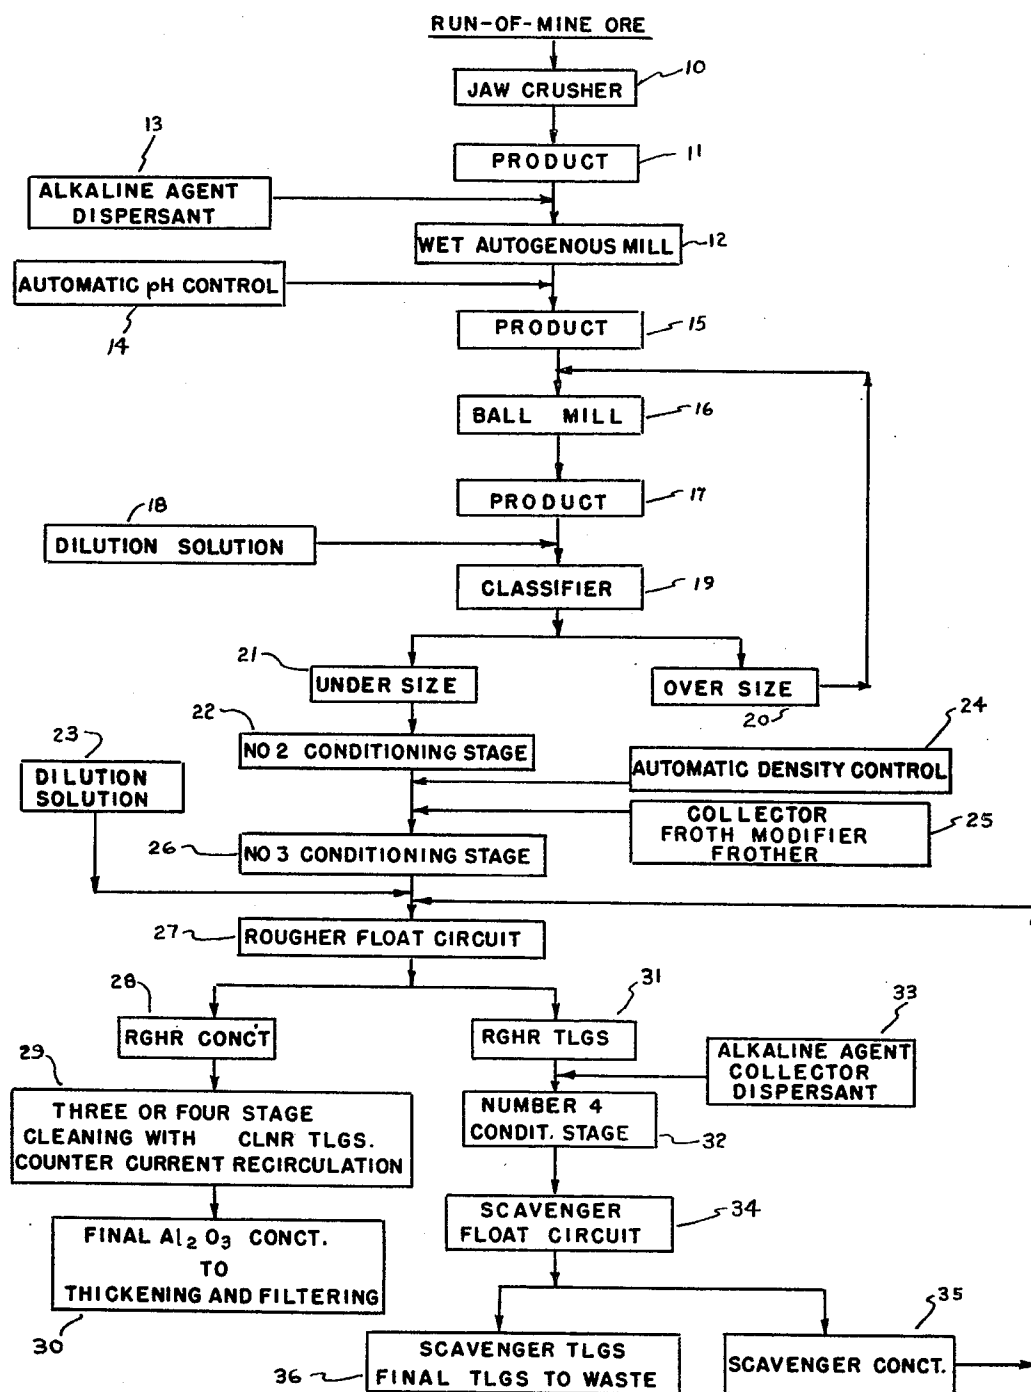 RUN-OF-MINE ORE
JAW CRUSHER
10
PRODUCT
11
13
ALKALINE AGENT
DISPERSANT
WET AUTOGENOUS MILL
12
AUTOMATIC pH CONTROL
14
PRODUCT
15
BALL MILL
16
PRODUCT
17
18
DILUTION SOLUTION
CLASSIFIER
19
21
UNDER SIZE
OVER SIZE
20
22
NO 2 CONDITIONING STAGE
23
DILUTION
SOLUTION
24
AUTOMATIC DENSITY CONTROL
COLLECTOR
FROTH MODIFIER
FROTHER
25
26
NO 3 CONDITIONING STAGE
27
ROUGHER FLOAT CIRCUIT
28
RGHR CONC'T
31
RGHR TLGS
33
ALKALINE AGENT
COLLECTOR
DISPERSANT
29
THREE OR FOUR STAGE
CLEANING WITH CLNR TLGS.
COUNTER CURRENT RECIRCULATION
NUMBER 4
CONDIT. STAGE
32
FINAL Al2O3 CONCT.
TO
THICKENING AND FILTERING
30
SCAVENGER
FLOAT CIRCUIT
34
SCAVENGER TLGS
FINAL TLGS TO WASTE
36
35
SCAVENGER CONCT.